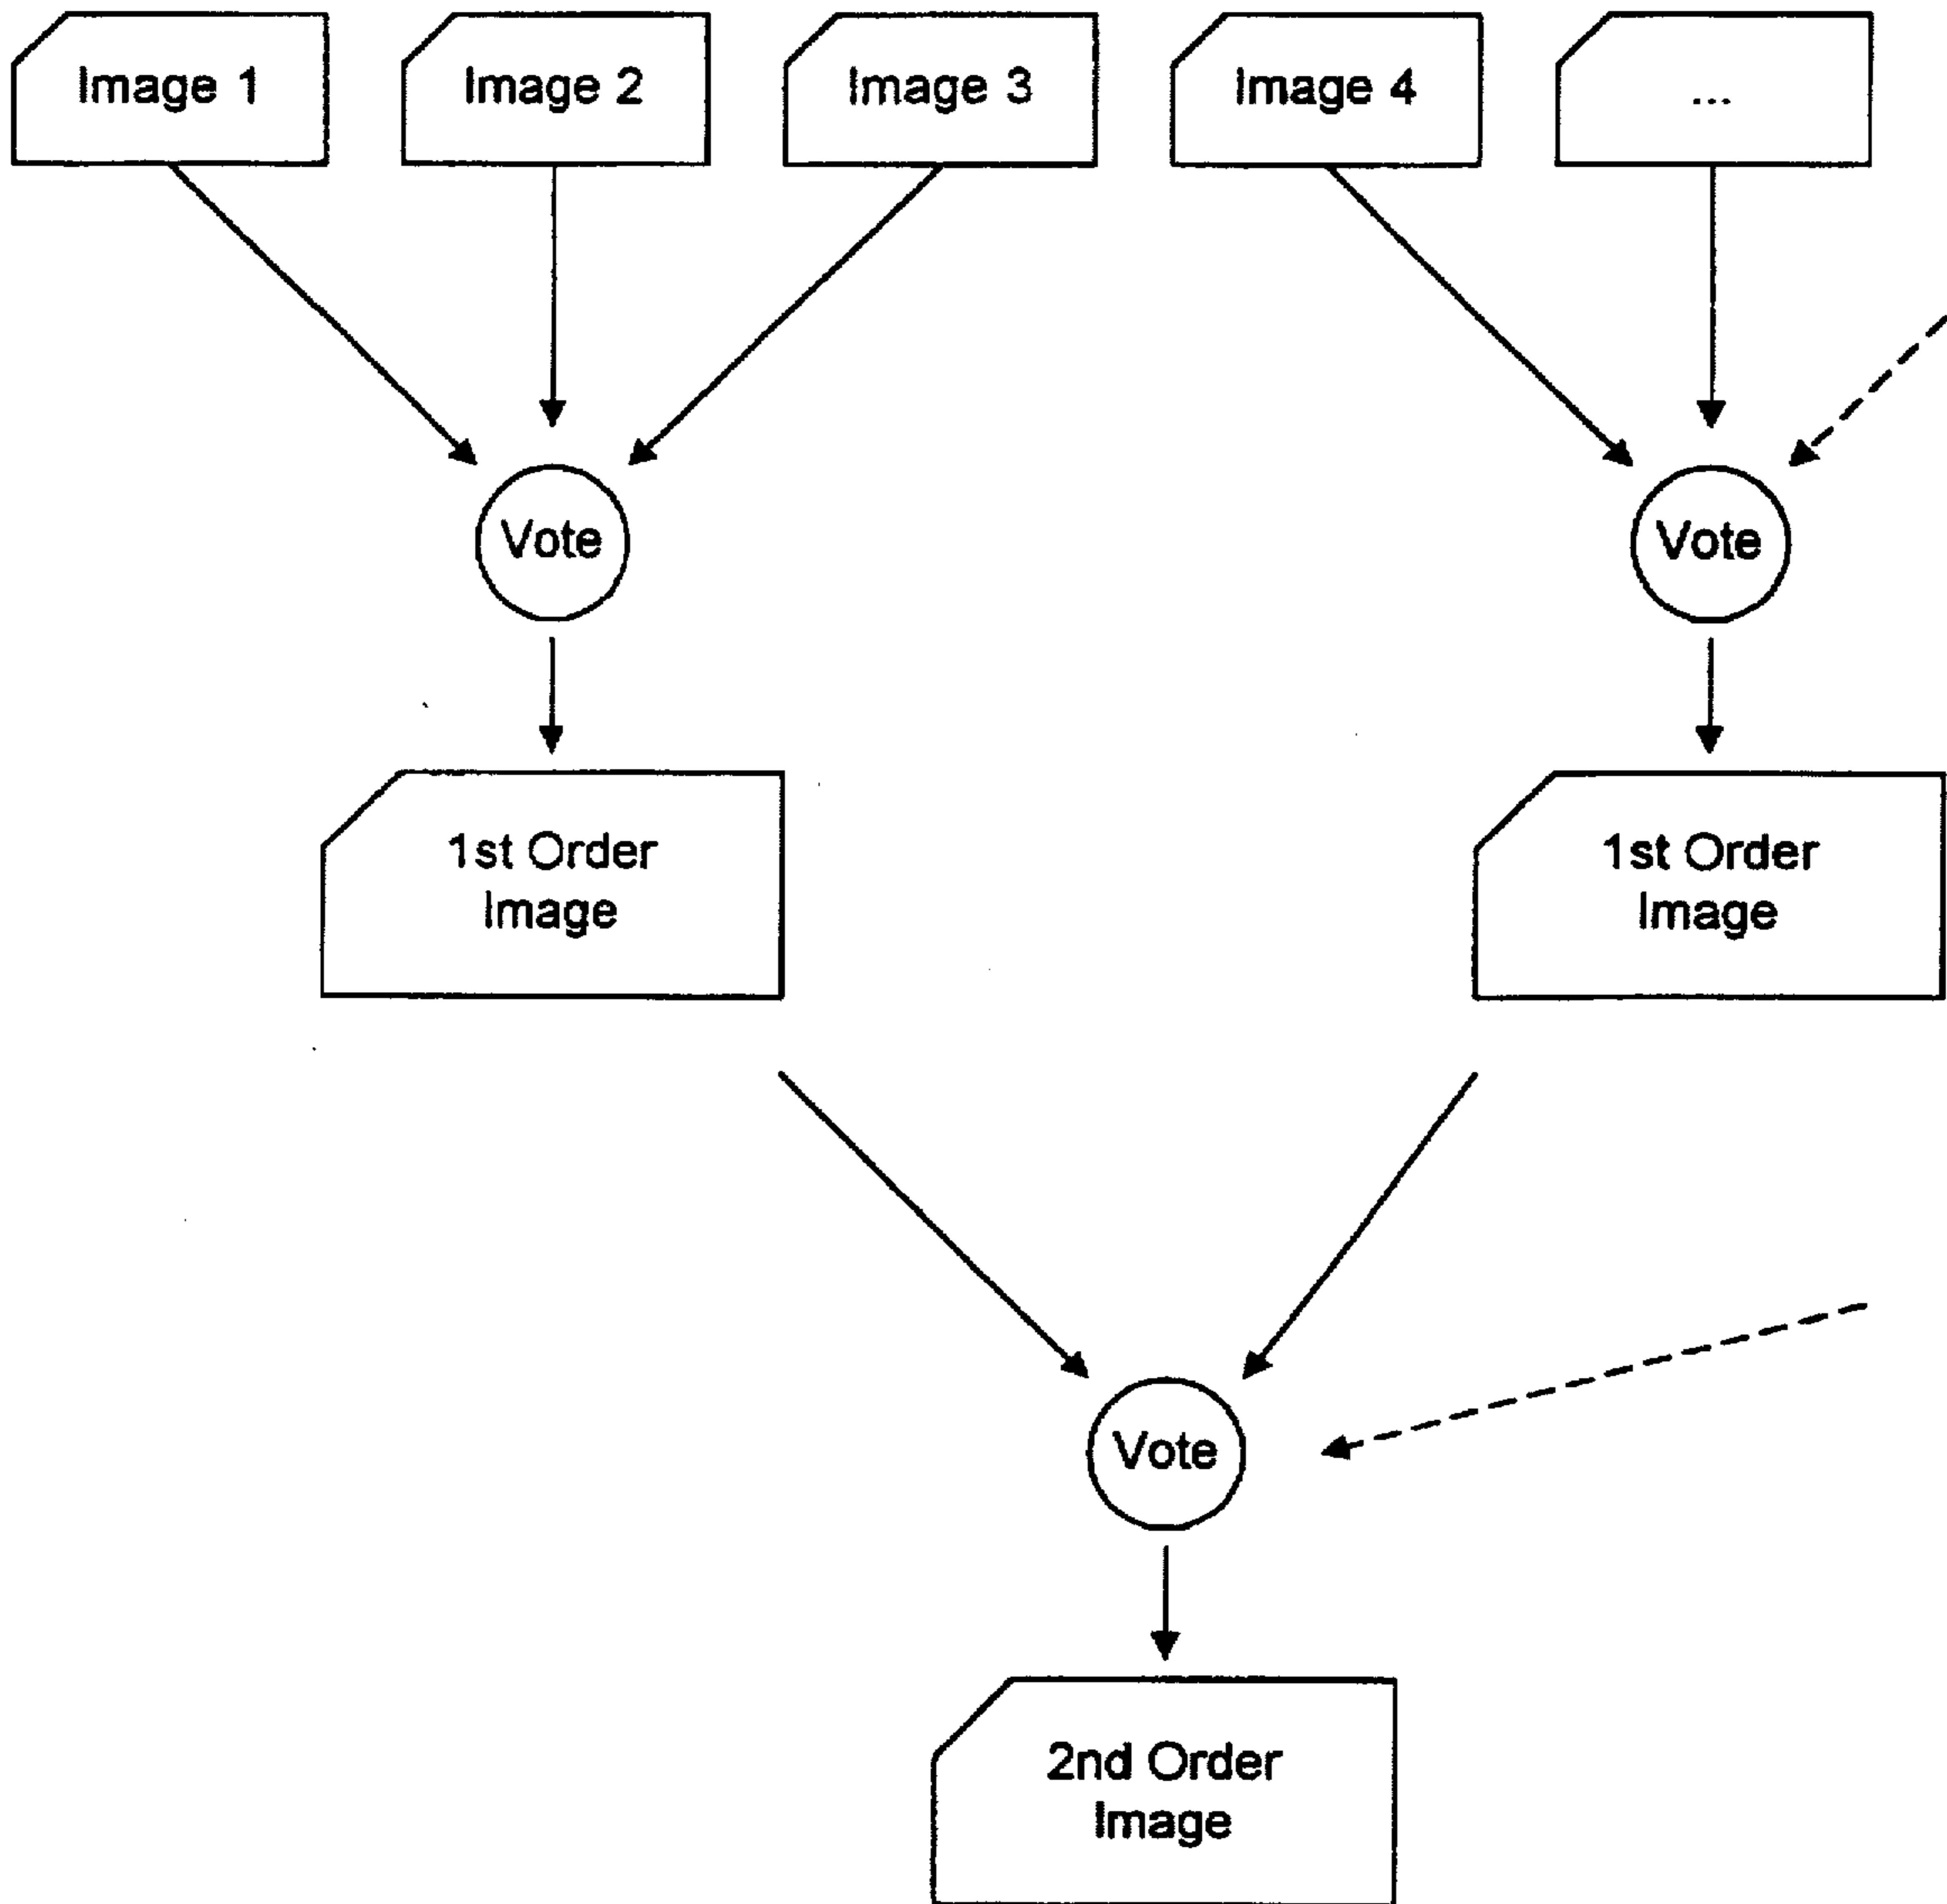 Image 1
Image 2
Image 3
Image 4
...
Vote
Vote
1st Order
Image
1st Order
Image
Vote
2nd Order
Image